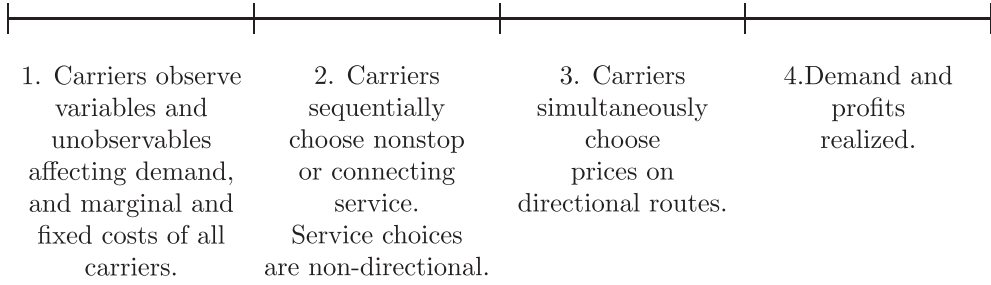 1. Carriers observe
variables and
unobservables
affecting demand,
and marginal and
fixed costs of all
carriers.
2. Carriers
sequentially
choose nonstop
or connecting
service.
Service choices
are non-directional.
3. Carriers
simultaneously
choose
prices on
directional routes.
4.Demand and
profits
realized.